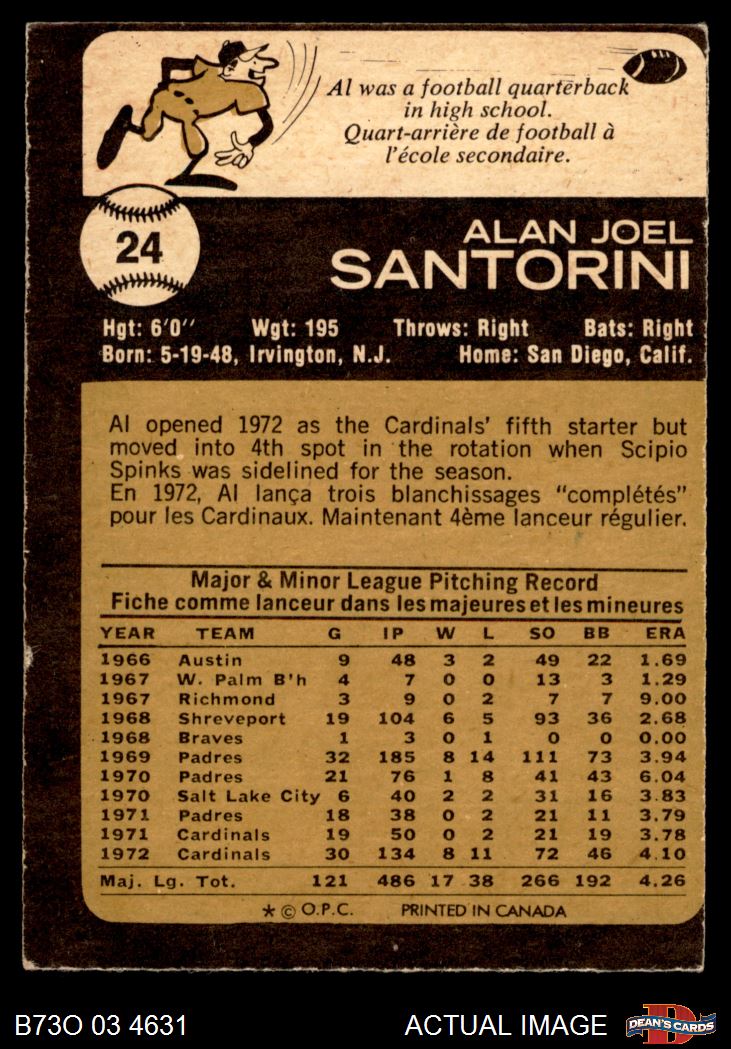 Al was a football quarterback
in high school.
Quart-arrière de football à
l'école secondaire.
24
ALAN JOEL
SANTORINI
Hgt: 6'0'' Wgt: 195 Throws: Right Bats: Right
Born: 5-19-48, Irvington, N.J. Home: San Diego, Calif.
Al opened 1972 as the Cardinals' fifth starter but
moved into 4th spot in the rotation when Scipio
Spinks was sidelined for the season.
En 1972, Al lança trois blanchissages "complétés"
pour les Cardinaux. Maintenant 4ème lanceur régulier.
Major & Minor League Pitching Record
Fiche comme lanceur dans les majeures et les mineures
YEAR TEAM G IP W L SO BB ERA
1966 Austin 9 48 3 2 49 22 1.69
1967 W. Palm B'h 4 7 0 0 13 3 1.29
1967 Richmond 3 9 0 2 7 7 9.00
1968 Shreveport 19 104 6 5 93 36 2.68
1968 Braves 1 3 0 1 0 0 0.00
1969 Padres 32 185 8 14 111 73 3.94
1970 Padres 21 76 1 8 41 43 6.04
1970 Salt Lake City 6 40 2 2 31 16 3.83
1971 Padres 18 38 0 2 21 11 3.79
1971 Cardinals 19 50 0 2 21 19 3.78
1972 Cardinals 30 134 8 11 72 46 4.10
Maj. Lg. Tot. 121 486 17 38 266 192 4.26
* © O.P.C. PRINTED IN CANADA
B73O 03 4631 ACTUAL IMAGE D DEAN'S CARDS